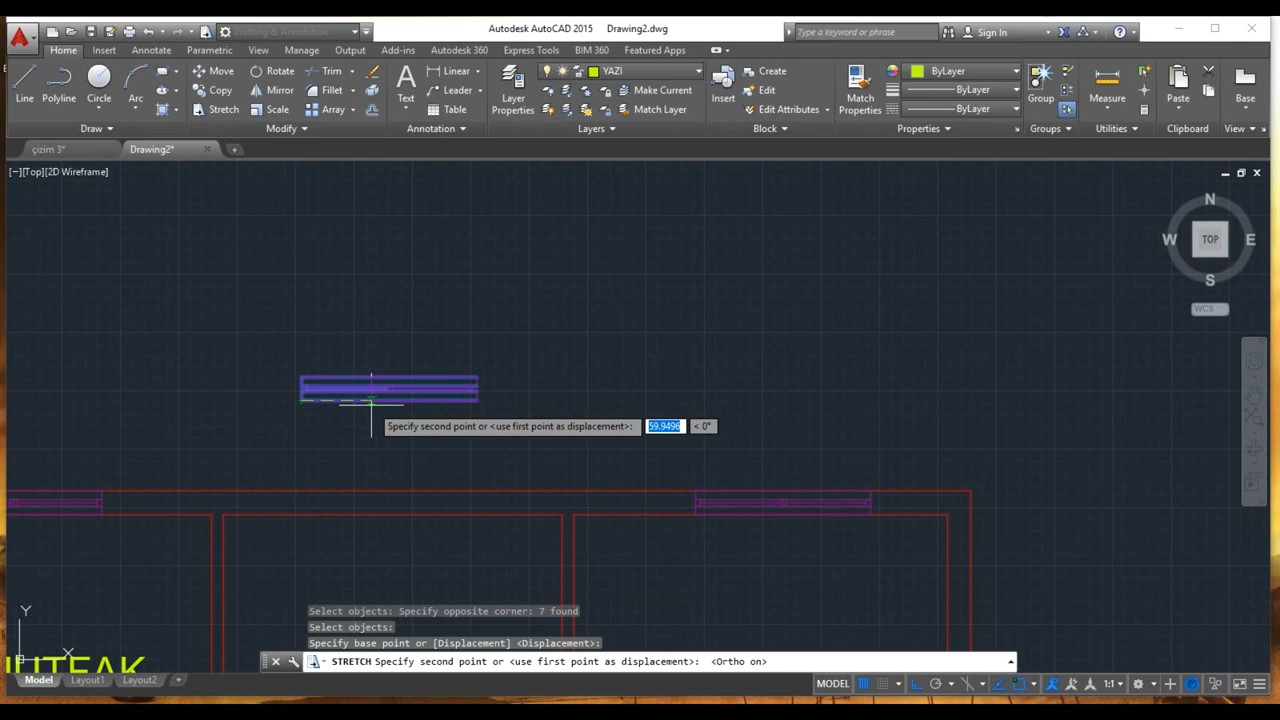 Drafting & Annotation
Autodesk AutoCAD 2015 Drawing2.dwg
Type a keyword or phrase
Sign In
Home Insert Annotate Parametric View Manage Output Add-ins Autodesk 360 Express Tools BIM 360 Featured Apps
Line Polyline Circle Arc
Move Rotate Trim
Copy Mirror Fillet
Stretch Scale Array
Text
Linear
Leader
Table
Layer
Properties
YAZI
Make Current
Match Layer
Insert
Create
Edit
Edit Attributes
Match
Properties
ByLayer
ByLayer
ByLayer
Group
Measure
Paste
Base
Draw Modify Annotation Layers Block Properties Groups Utilities Clipboard View
çizim 3* Drawing2*
[−][Top][2D Wireframe]
N
W TOP E
S
WCS
Specify second point or <use first point as displacement>: 59.9496 < 0°
Y
Select objects: Specify opposite corner: 7 found
Select objects:
Specify base point or [Displacement] <Displacement>:
STRETCH Specify second point or <use first point as displacement>: <Ortho on>
Model Layout1 Layout2 +
MODEL 1:1